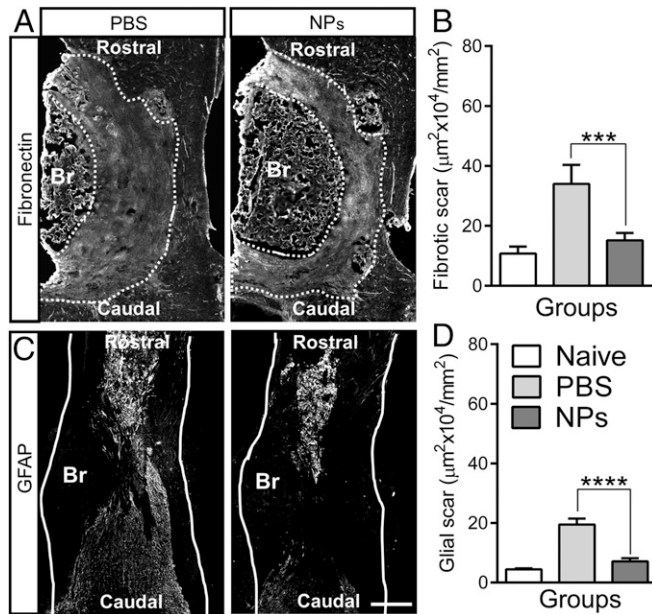 A
PBS
NPs
Fibronectin
Rostral
Br
Caudal
Rostral
Br
Caudal
B
Fibrotic scar (µm²x10⁴/mm²)
80
60
40
20
0
***
Groups
C
GFAP
Rostral
Br
Caudal
Rostral
Br
Caudal
D
Glial scar (µm²x10⁴/mm²)
80
60
40
20
0
Naive
PBS
NPs
****
Groups